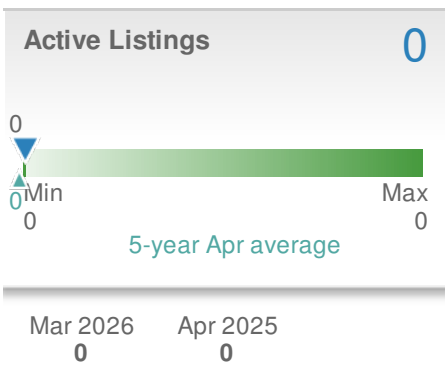 Active Listings 0
0
0
Min Max
0 0
5-year Apr average
Mar 2026 Apr 2025
0 0